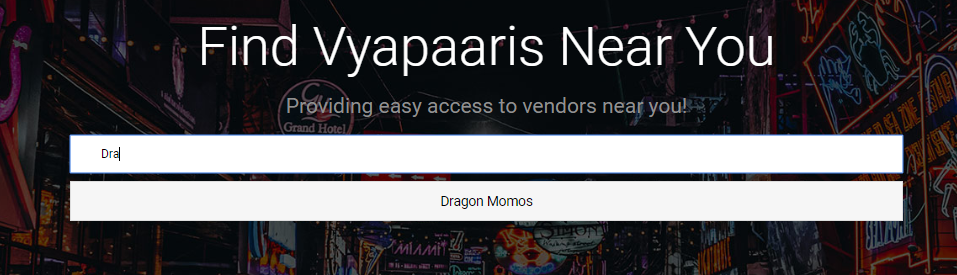 Find Vyapaaris Near You
Providing easy access to vendors near you!
Grand Hotel
Dra
Dragon Momos
MIAMI